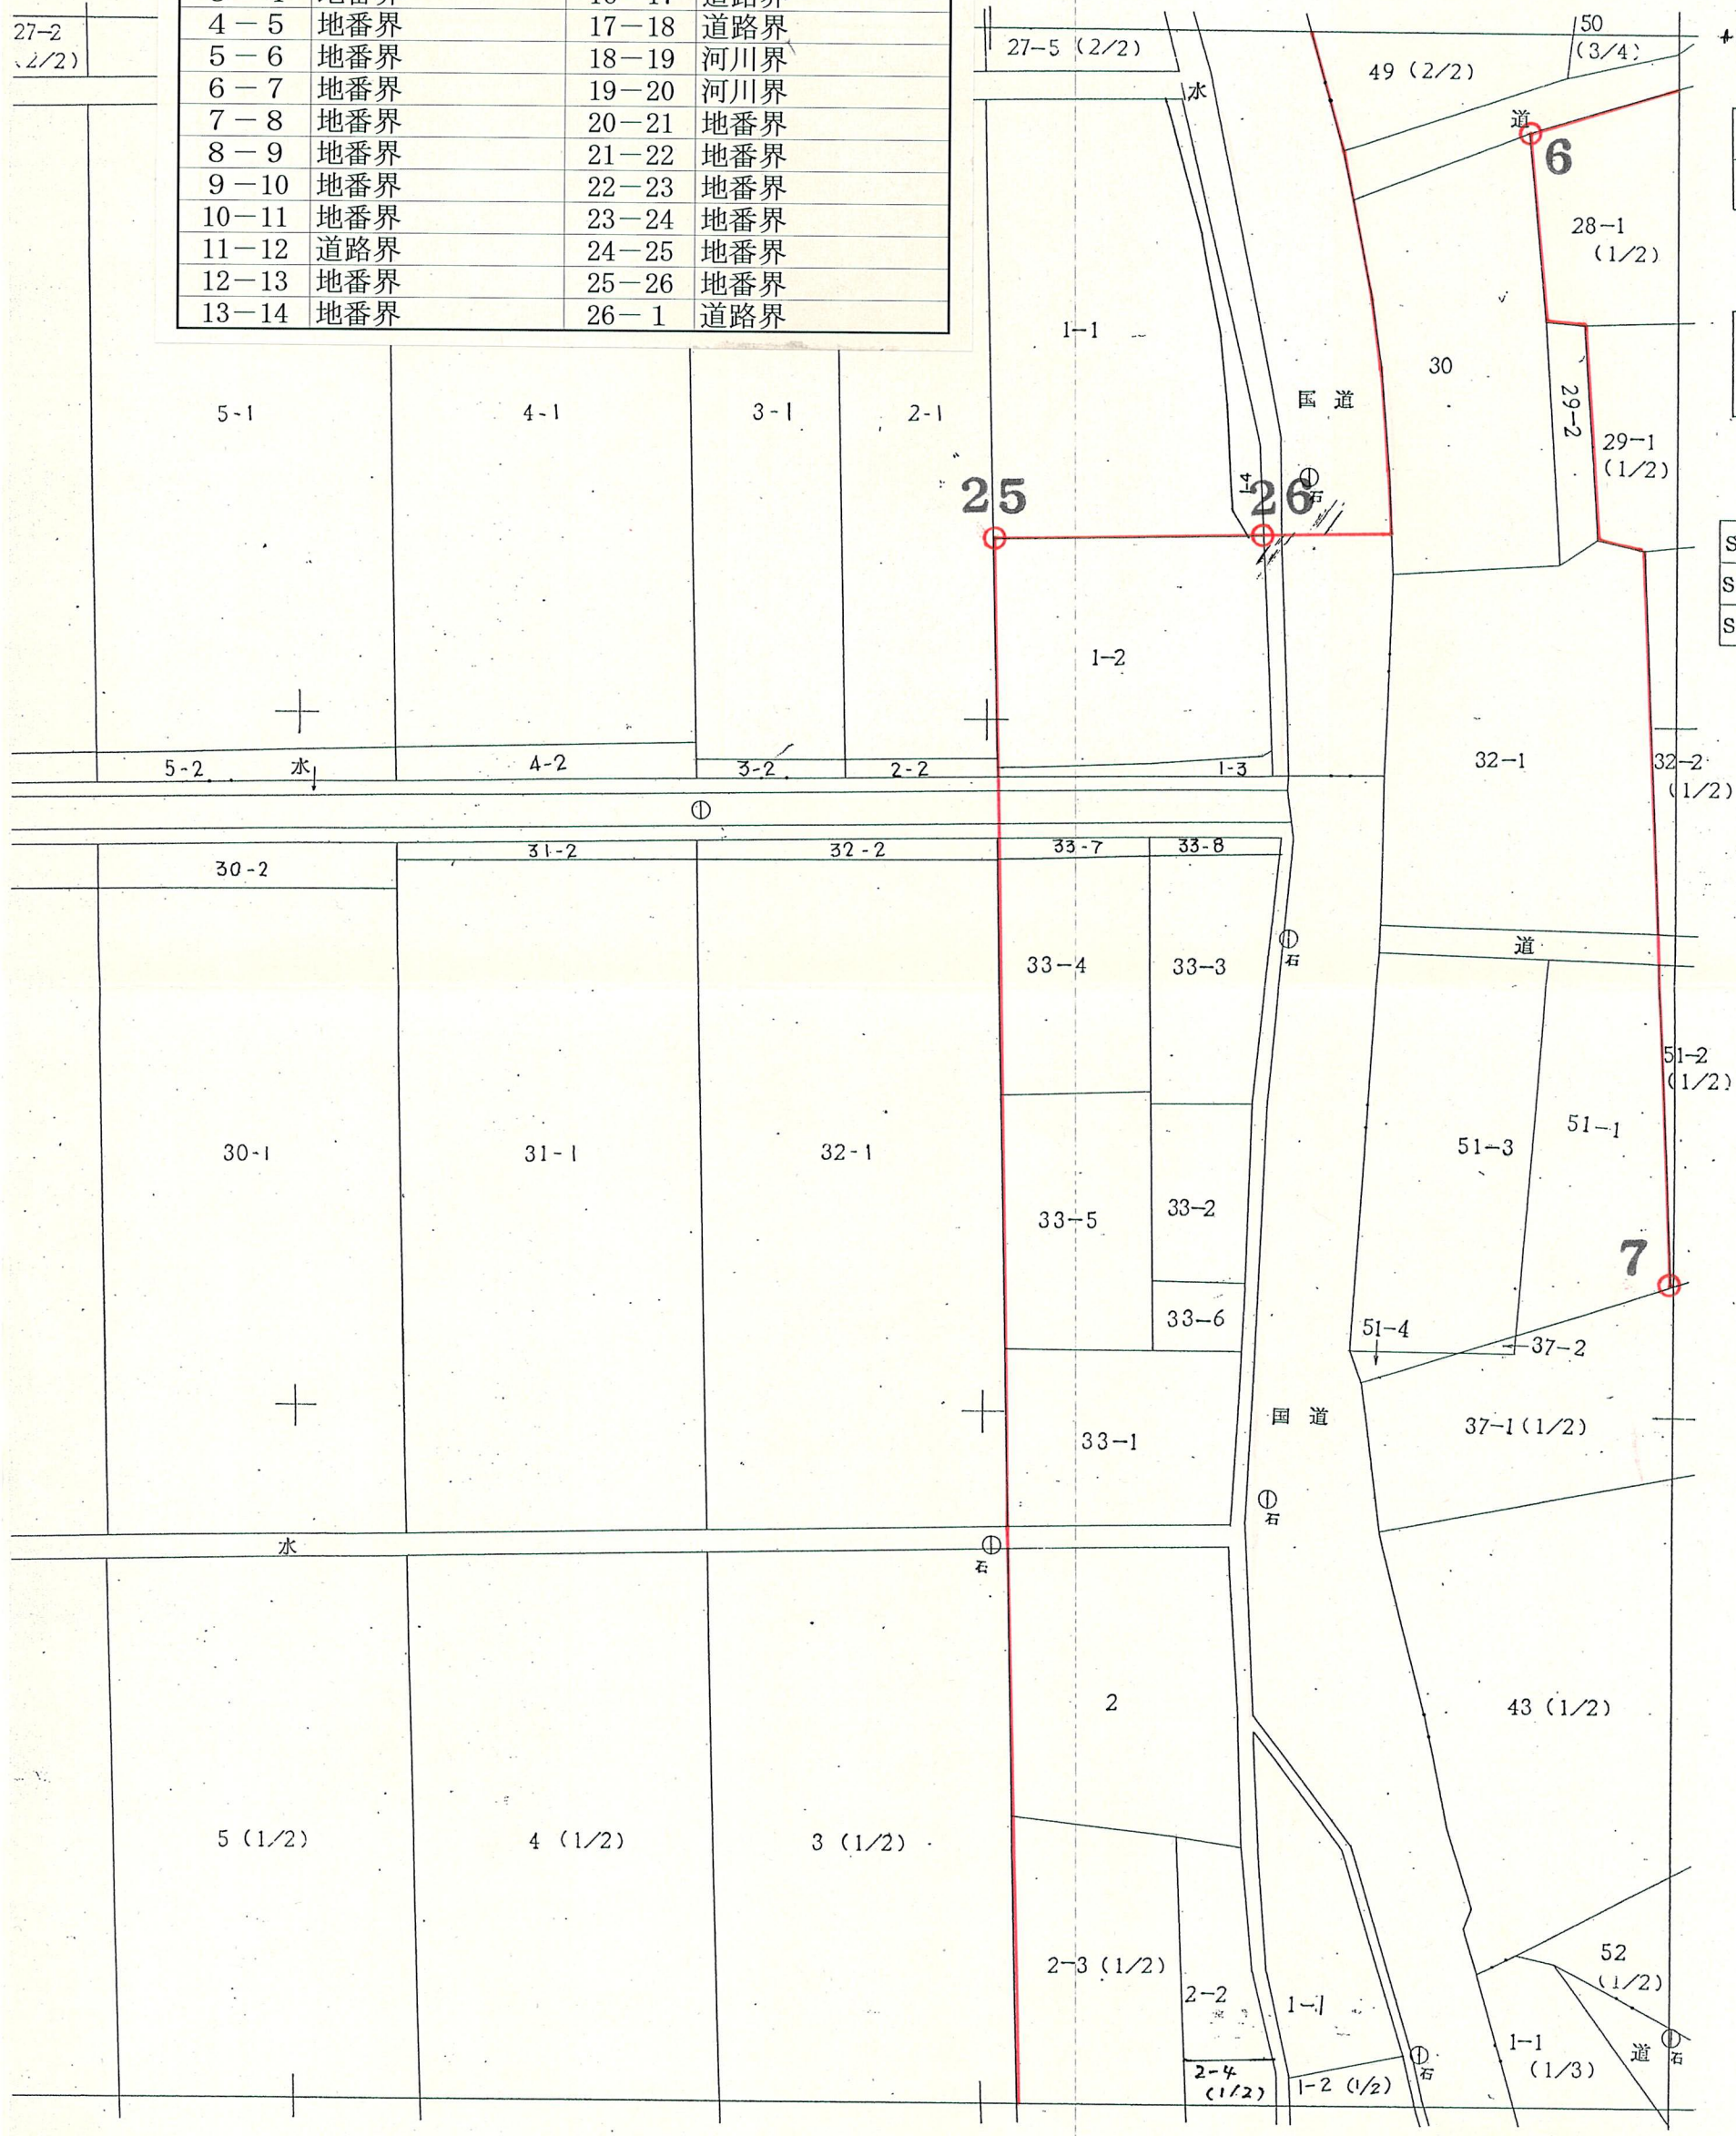 4－5 地番界 17－18 道路界
5－6 地番界 18－19 河川界
6－7 地番界 19－20 河川界
7－8 地番界 20－21 地番界
8－9 地番界 21－22 地番界
9－10 地番界 22－23 地番界
10－11 地番界 23－24 地番界
11－12 道路界 24－25 地番界
12－13 地番界 25－26 地番界
13－14 地番界 26－1 道路界
27-2
27-5 (2/2)
水
49 (2/2)
50
(3/4)
道
6
28-1
(1/2)
1-1
30
国道
29-2
29-1
(1/2)
5-1
4-1
3-1
2-1
25
1-4
26
石
1-2
32-1
32-2
(1/2)
5-2
水
4-2
3-2
2-2
1-3
30-2
31-2
32-2
33-7
33-8
石
道
33-4
33-3
51-2
(1/2)
30-1
31-1
32-1
51-3
51-1
33-5
33-2
7
33-6
51-4
37-2
国道
37-1 (1/2)
33-1
石
水
石
2
43 (1/2)
5 (1/2)
4 (1/2)
3 (1/2)
2-3 (1/2)
2-2
1-1
52
(1/2)
1-1
(1/3)
道
石
石
2-4
(1/2)
1-2 (1/2)
S
S
S